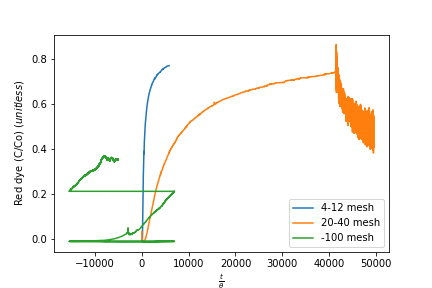 0.8
0.6
0.4
0.2
0.0
Red dye (C/Co) (unitless)
−10000 0 10000 20000 30000 40000 50000
t
θ
4-12 mesh
20-40 mesh
-100 mesh